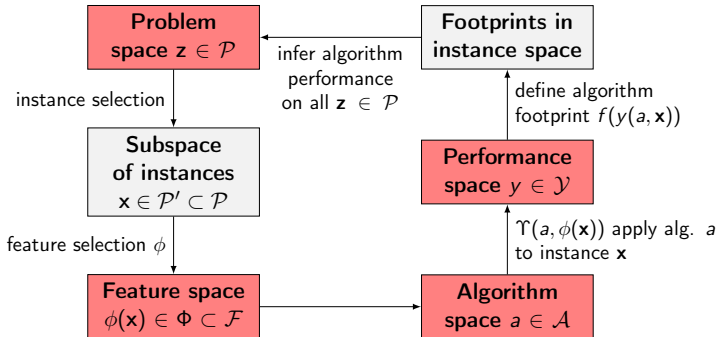 Problem
space z ∈ 𝒫
instance selection
Subspace
of instances
x ∈ 𝒫′ ⊂ 𝒫
feature selection ϕ
Feature space
ϕ(x) ∈ Φ ⊂ ℱ
Algorithm
space a ∈ 𝒜
ϒ(a, ϕ(x)) apply alg. a
to instance x
Performance
space y ∈ 𝒴
define algorithm
footprint f(y(a, x))
Footprints in
instance space
infer algorithm
performance
on all z ∈ 𝒫